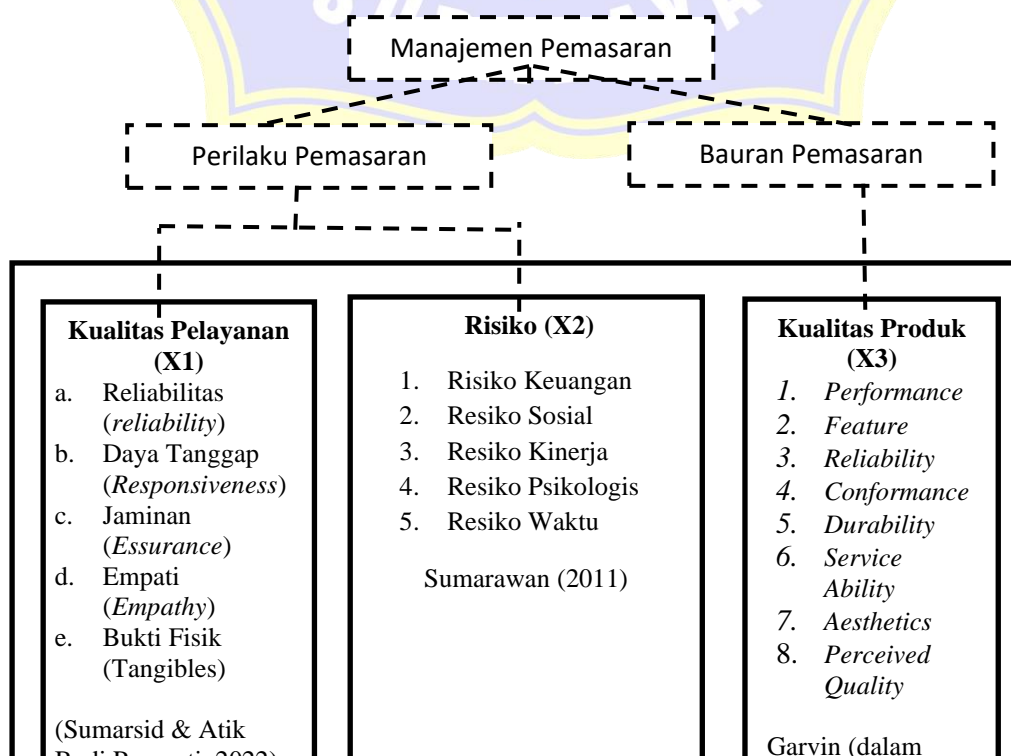 SURABAYA
Manajemen Pemasaran
Perilaku Pemasaran
Bauran Pemasaran
Kualitas Pelayanan
(X1)
a. Reliabilitas
(reliability)
b. Daya Tanggap
(Responsiveness)
c. Jaminan
(Essurance)
d. Empati
(Empathy)
e. Bukti Fisik
(Tangibles)
(Sumarsid & Atik
Risiko (X2)
1. Risiko Keuangan
2. Resiko Sosial
3. Resiko Kinerja
4. Resiko Psikologis
5. Resiko Waktu
Sumarawan (2011)
Kualitas Produk
(X3)
1. Performance
2. Feature
3. Reliability
4. Conformance
5. Durability
6. Service
Ability
7. Aesthetics
8. Perceived
Quality
Garvin (dalam